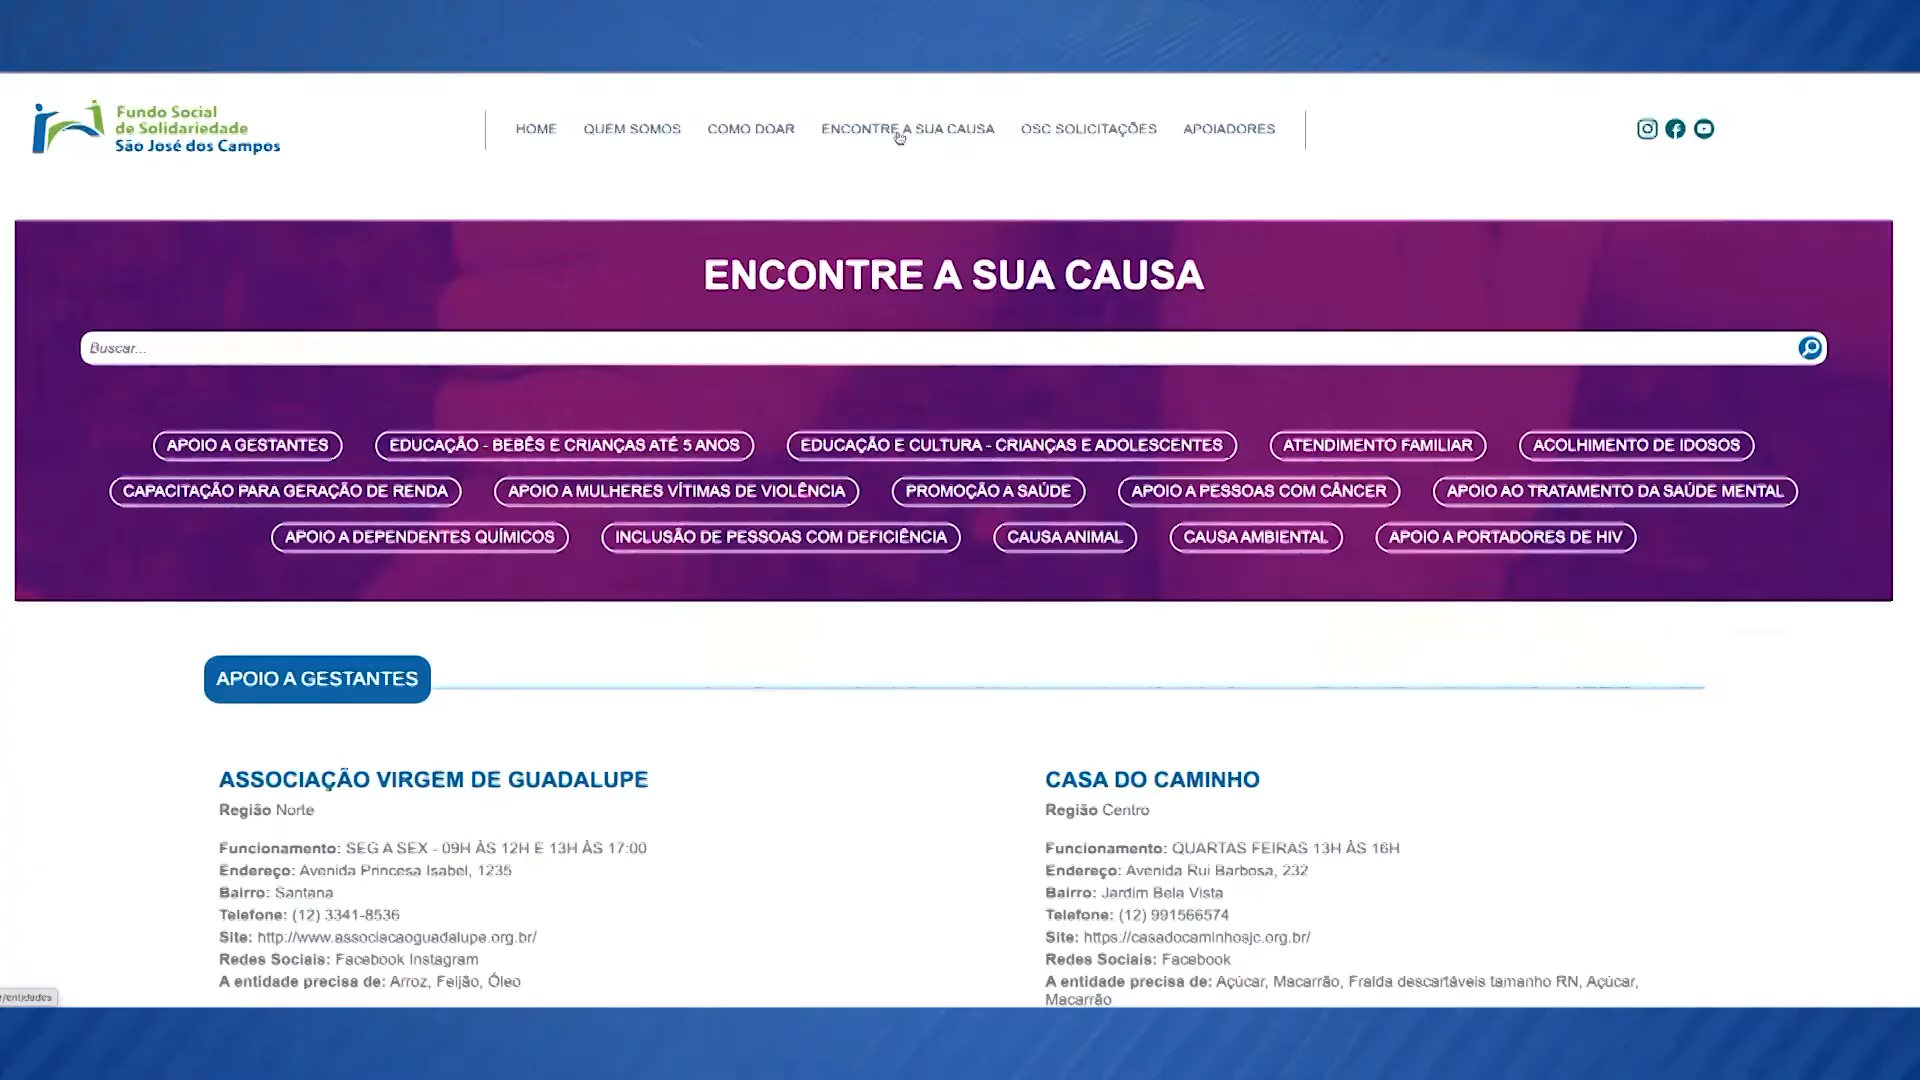 Fundo Social
de Solidariedade
São José dos Campos
HOME QUEM SOMOS COMO DOAR ENCONTRE A SUA CAUSA OSC SOLICITAÇÕES APOIADORES
ENCONTRE A SUA CAUSA
Buscar...
APOIO A GESTANTES EDUCAÇÃO - BEBÊS E CRIANÇAS ATÉ 5 ANOS EDUCAÇÃO E CULTURA - CRIANÇAS E ADOLESCENTES ATENDIMENTO FAMILIAR ACOLHIMENTO DE IDOSOS
CAPACITAÇÃO PARA GERAÇÃO DE RENDA APOIO A MULHERES VÍTIMAS DE VIOLÊNCIA PROMOÇÃO A SAÚDE APOIO A PESSOAS COM CÂNCER APOIO AO TRATAMENTO DA SAÚDE MENTAL
APOIO A DEPENDENTES QUÍMICOS INCLUSÃO DE PESSOAS COM DEFICIÊNCIA CAUSA ANIMAL CAUSA AMBIENTAL APOIO A PORTADORES DE HIV
APOIO A GESTANTES
ASSOCIAÇÃO VIRGEM DE GUADALUPE
Região Norte
Funcionamento: SEG A SEX - 09H ÀS 12H E 13H ÀS 17:00
Endereço: Avenida Princesa Isabel, 1235
Bairro: Santana
Telefone: (12) 3341-8536
Site: http://www.associacaoguadalupe.org.br/
Redes Sociais: Facebook Instagram
A entidade precisa de: Arroz, Feijão, Óleo
CASA DO CAMINHO
Região Centro
Funcionamento: QUARTAS FEIRAS 13H ÀS 16H
Endereço: Avenida Rui Barbosa, 232
Bairro: Jardim Bela Vista
Telefone: (12) 991566574
Site: https://casadocaminhosjc.org.br/
Redes Sociais: Facebook
A entidade precisa de: Açúcar, Macarrão, Fralda descartáveis tamanho RN, Açúcar,
Macarrão
/entidades